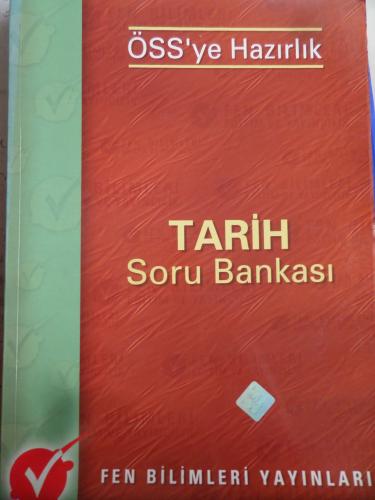 ÖSS'ye Hazırlık
TARİH
Soru Bankası
FEN BİLİMLERİ YAYINLARI